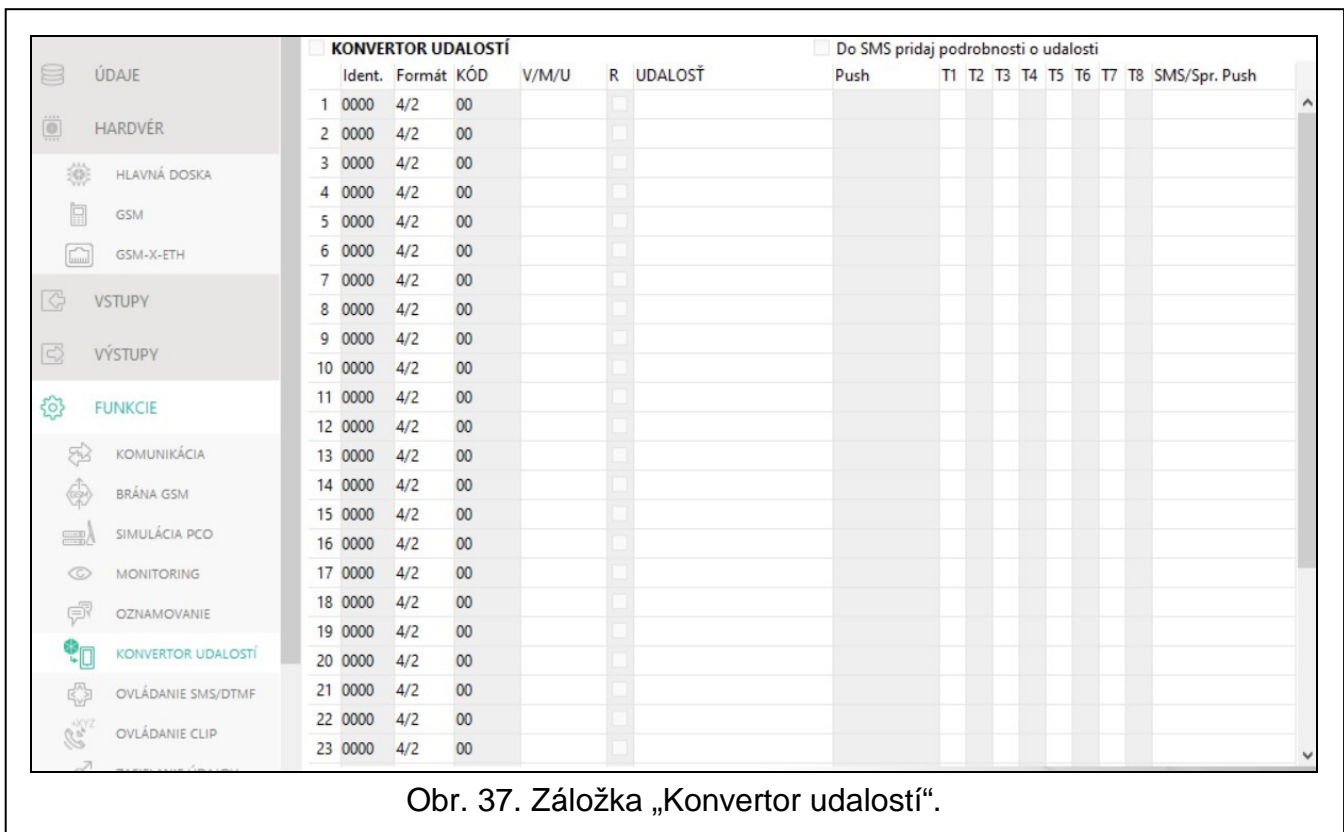 KONVERTOR UDALOSTÍ Do SMS pridaj podrobnosti o udalosti
Ident. Formát KÓD V/M/U R UDALOSŤ Push T1 T2 T3 T4 T5 T6 T7 T8 SMS/Spr. Push
1 0000 4/2 00
2 0000 4/2 00
3 0000 4/2 00
4 0000 4/2 00
5 0000 4/2 00
6 0000 4/2 00
7 0000 4/2 00
8 0000 4/2 00
9 0000 4/2 00
10 0000 4/2 00
11 0000 4/2 00
12 0000 4/2 00
13 0000 4/2 00
14 0000 4/2 00
15 0000 4/2 00
16 0000 4/2 00
17 0000 4/2 00
18 0000 4/2 00
19 0000 4/2 00
20 0000 4/2 00
21 0000 4/2 00
22 0000 4/2 00
23 0000 4/2 00
ÚDAJE
HARDVÉR
HLAVNÁ DOSKA
GSM
GSM-X-ETH
VSTUPY
VÝSTUPY
FUNKCIE
KOMUNIKÁCIA
GSM
BRÁNA GSM
SIMULÁCIA PCO
MONITORING
OZNAMOVANIE
KONVERTOR UDALOSTÍ
OVLÁDANIE SMS/DTMF
+XYZ
OVLÁDANIE CLIP
Obr. 37. Záložka „Konvertor udalostí“.